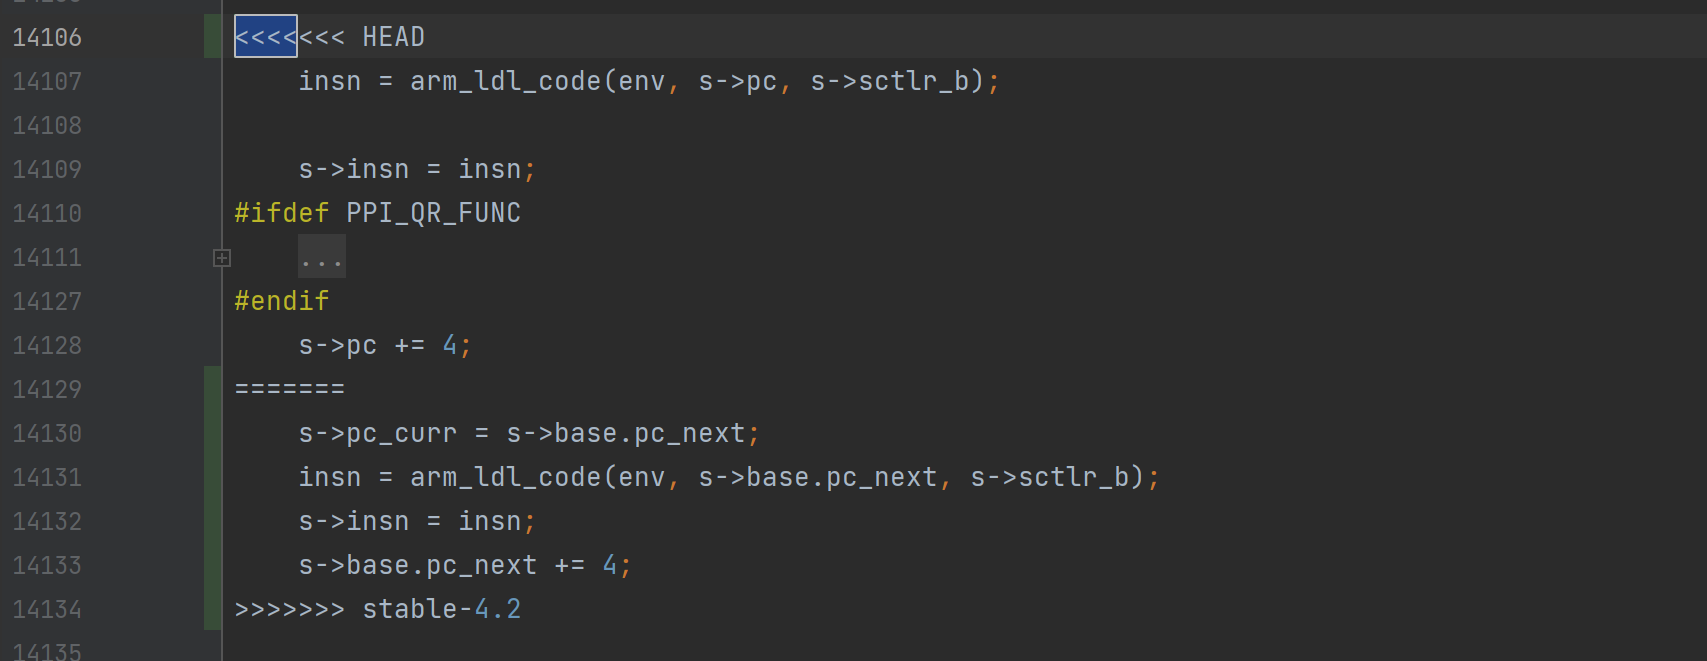 14106 <<<<<<< HEAD
14107     insn = arm_ldl_code(env, s->pc, s->sctlr_b);
14108
14109     s->insn = insn;
14110 #ifdef PPI_QR_FUNC
14111     ...
14127 #endif
14128     s->pc += 4;
14129 =======
14130     s->pc_curr = s->base.pc_next;
14131     insn = arm_ldl_code(env, s->base.pc_next, s->sctlr_b);
14132     s->insn = insn;
14133     s->base.pc_next += 4;
14134 >>>>>>> stable-4.2
14135